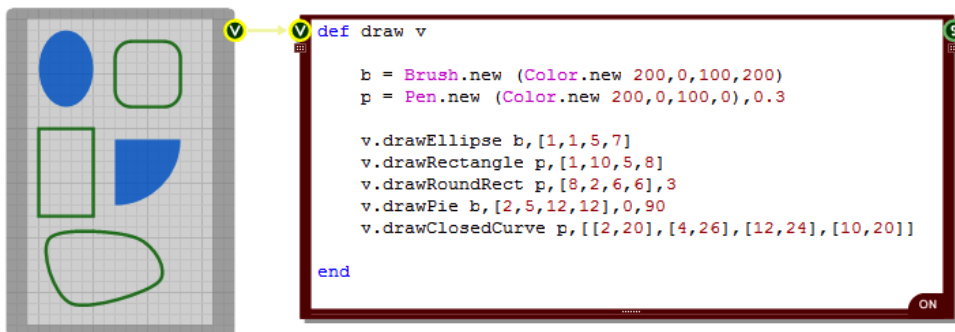 V
V
def draw v
b = Brush.new (Color.new 200,0,100,200)
p = Pen.new (Color.new 200,0,100,0),0.3
v.drawEllipse b,[1,1,5,7]
v.drawRectangle p,[1,10,5,8]
v.drawRoundRect p,[8,2,6,6],3
v.drawPie b,[2,5,12,12],0,90
v.drawClosedCurve p,[[2,20],[4,26],[12,24],[10,20]]
end
ON